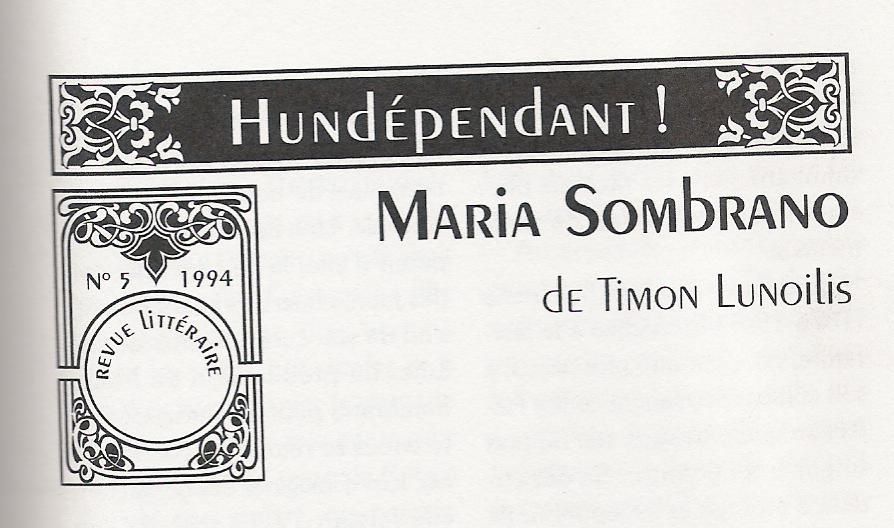 Hundépendant !
Maria Sombrano
de Timon Lunoilis
N° 5 1994
Revue littéraire